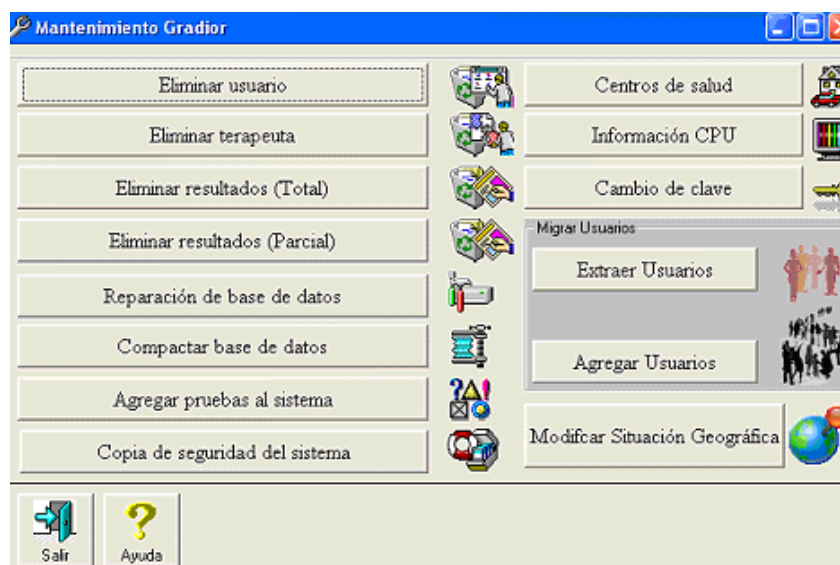 Mantenimiento Gradior
Eliminar usuario
Eliminar terapeuta
Eliminar resultados (Total)
Eliminar resultados (Parcial)
Reparación de base de datos
Compactar base de datos
Agregar pruebas al sistema
Copia de seguridad del sistema
Centros de salud
Información CPU
Cambio de clave
Migrar Usuarios
Extraer Usuarios
Agregar Usuarios
Modifcar Situación Geográfica
Salir
Ayuda